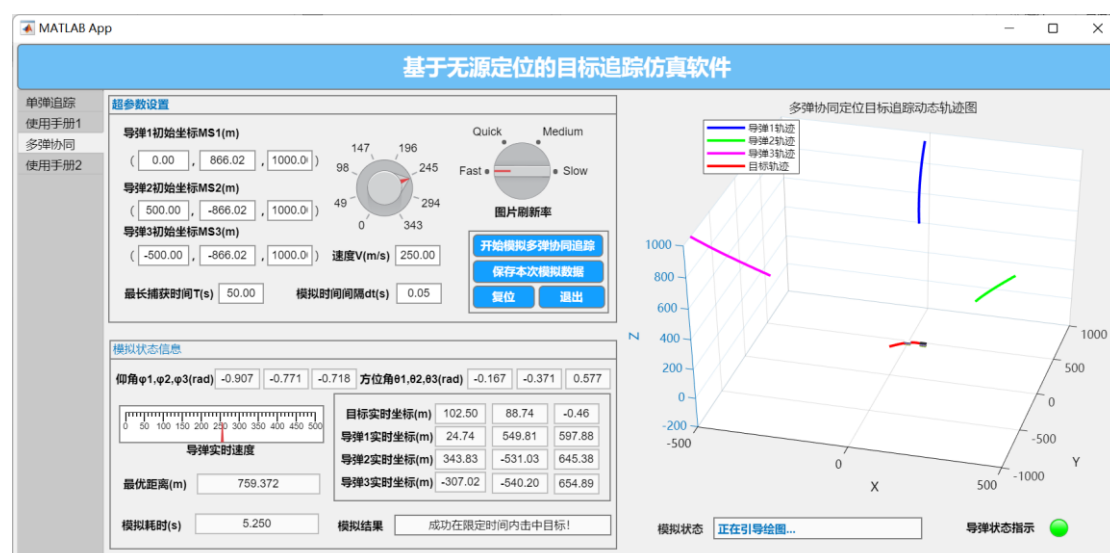 MATLAB App
基于无源定位的目标追踪仿真软件
单弹追踪
使用手册1
多弹协同
使用手册2
超参数设置
导弹1初始坐标MS1(m)
( 0.00 , 866.02 , 1000.0 )
导弹2初始坐标MS2(m)
( 500.00 , -866.02 , 1000.0 )
导弹3初始坐标MS3(m)
( -500.00 , -866.02 , 1000.0 )
0 49 98 147 196 245 294 343
速度V(m/s) 250.00
最长捕获时间T(s) 50.00
模拟时间间隔dt(s) 0.05
Quick Medium
Fast Slow
图片刷新率
开始模拟多弹协同追踪
保存本次模拟数据
复位 退出
模拟状态信息
仰角φ1,φ2,φ3(rad) -0.907 -0.771 -0.718 方位角θ1,θ2,θ3(rad) -0.167 -0.371 0.577
0 50 100 150 200 250 300 350 400 450 500
导弹实时速度
最优距离(m) 759.372
模拟耗时(s) 5.250
目标实时坐标(m) 102.50 88.74 -0.46
导弹1实时坐标(m) 24.74 549.81 597.88
导弹2实时坐标(m) 343.83 -531.03 645.38
导弹3实时坐标(m) -307.02 -540.20 654.89
模拟结果 成功在限定时间内击中目标!
多弹协同定位目标追踪动态轨迹图
导弹1轨迹
导弹2轨迹
导弹3轨迹
目标轨迹
1000
800
600
400
200
0
-200
Z
-500 0 500
X
-1000 -500 0 500 1000
Y
模拟状态 正在引导绘图...
导弹状态指示